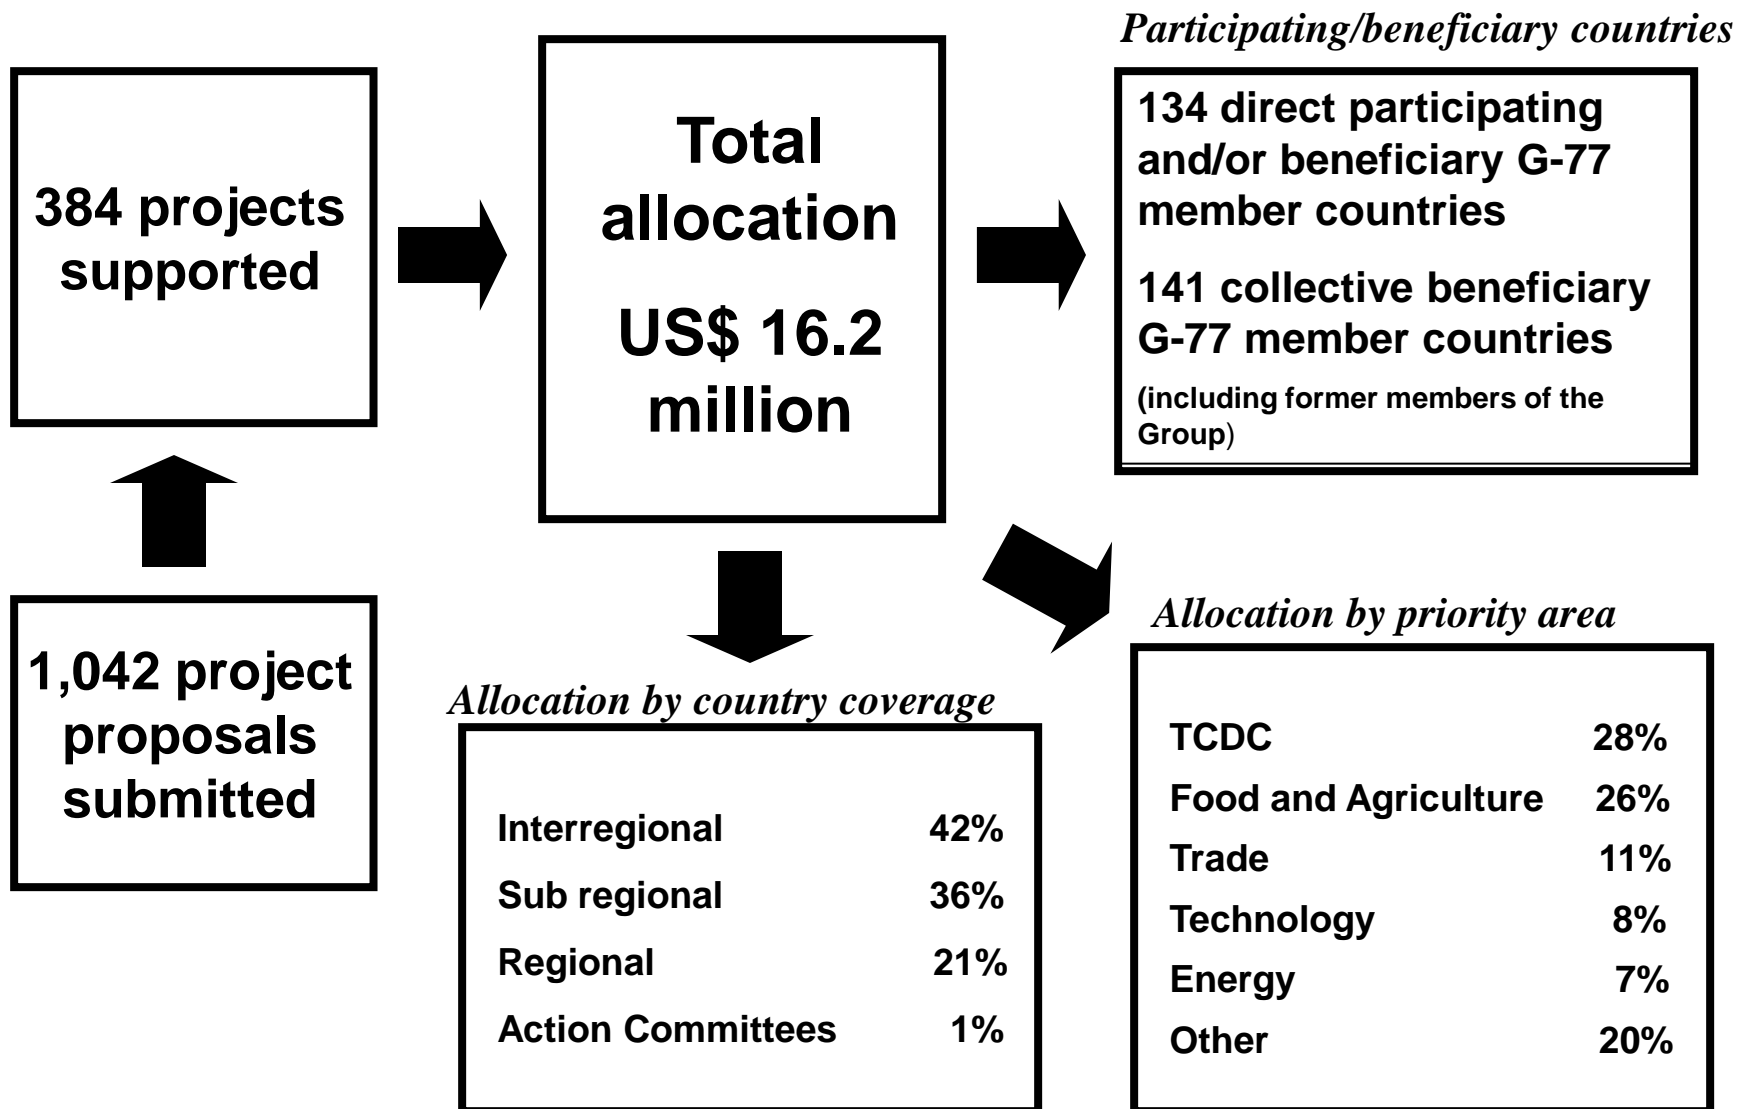 384 projects
supported
1,042 project
proposals
submitted
Total
allocation
US$ 16.2
million
Participating/beneficiary countries
134 direct participating
and/or beneficiary G-77
member countries
141 collective beneficiary
G-77 member countries
(including former members of the
Group)
Allocation by country coverage
Interregional 42%
Sub regional 36%
Regional 21%
Action Committees 1%
Allocation by priority area
TCDC 28%
Food and Agriculture 26%
Trade 11%
Technology 8%
Energy 7%
Other 20%